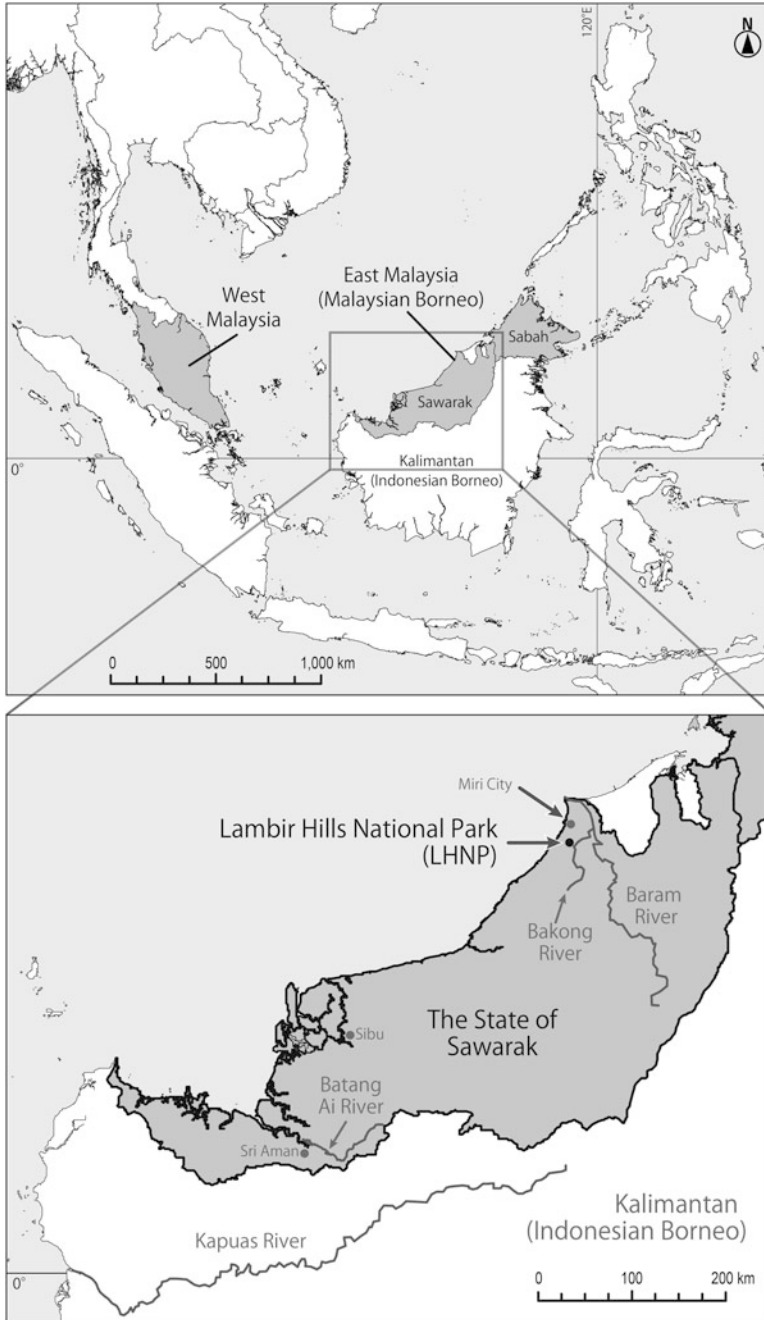 120°E
N
West
Malaysia
East Malaysia
(Malaysian Borneo)
Sabah
Sawarak
0°
Kalimantan
(Indonesian Borneo)
0
500
1,000 km
Miri City
Lambir Hills National Park
(LHNP)
Baram
River
Bakong
River
The State of
Sawarak
Sibu
Batang
Ai River
Sri Aman
Kapuas River
Kalimantan
(Indonesian Borneo)
0°
0
100
200 km